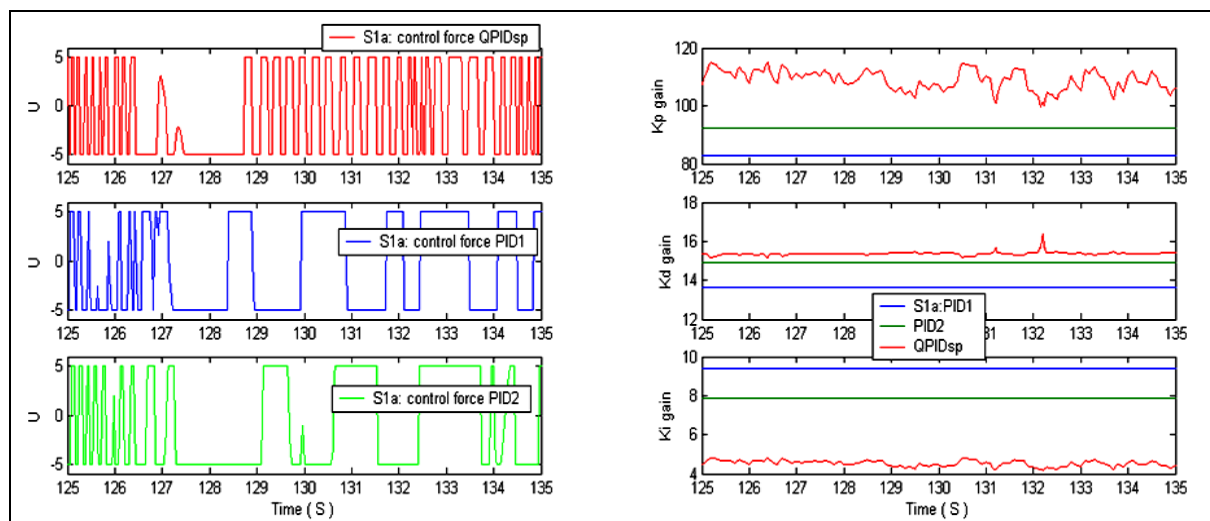 S1a: control force QPIDsp
5
0
-5
U
125 126 127 128 129 130 131 132 133 134 135
S1a: control force PID1
5
0
-5
U
125 126 127 128 129 130 131 132 133 134 135
S1a: control force PID2
5
0
-5
U
125 126 127 128 129 130 131 132 133 134 135
Time ( S )
120
100
80
Kp gain
125 126 127 128 129 130 131 132 133 134 135
18
16
14
12
Kd gain
125 126 127 128 129 130 131 132 133 134 135
S1a:PID1
PID2
QPIDsp
10
8
6
4
Ki gain
125 126 127 128 129 130 131 132 133 134 135
Time ( S )